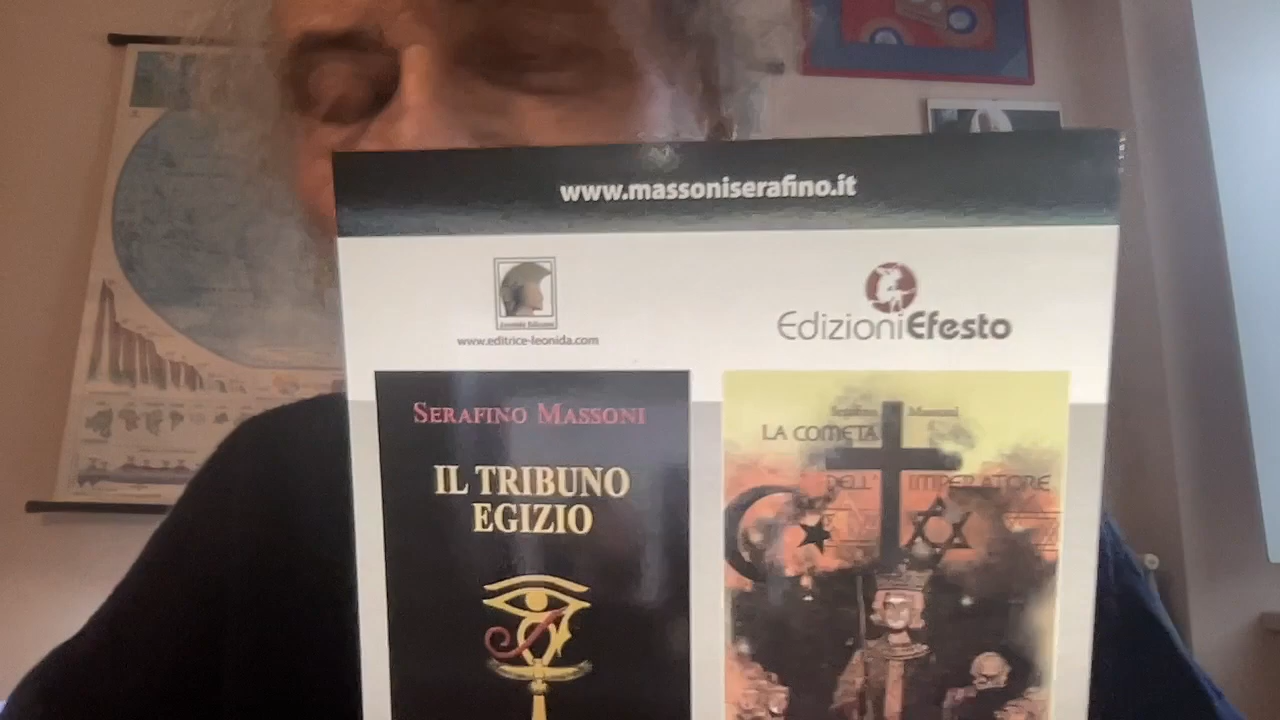 www.massoniserafino.it
www.editrice-leonida.com
EdizioniEfesto
SERAFINO MASSONI
IL TRIBUNO
EGIZIO
Serafino Massoni
LA COMETA
DELL' IMPERATORE